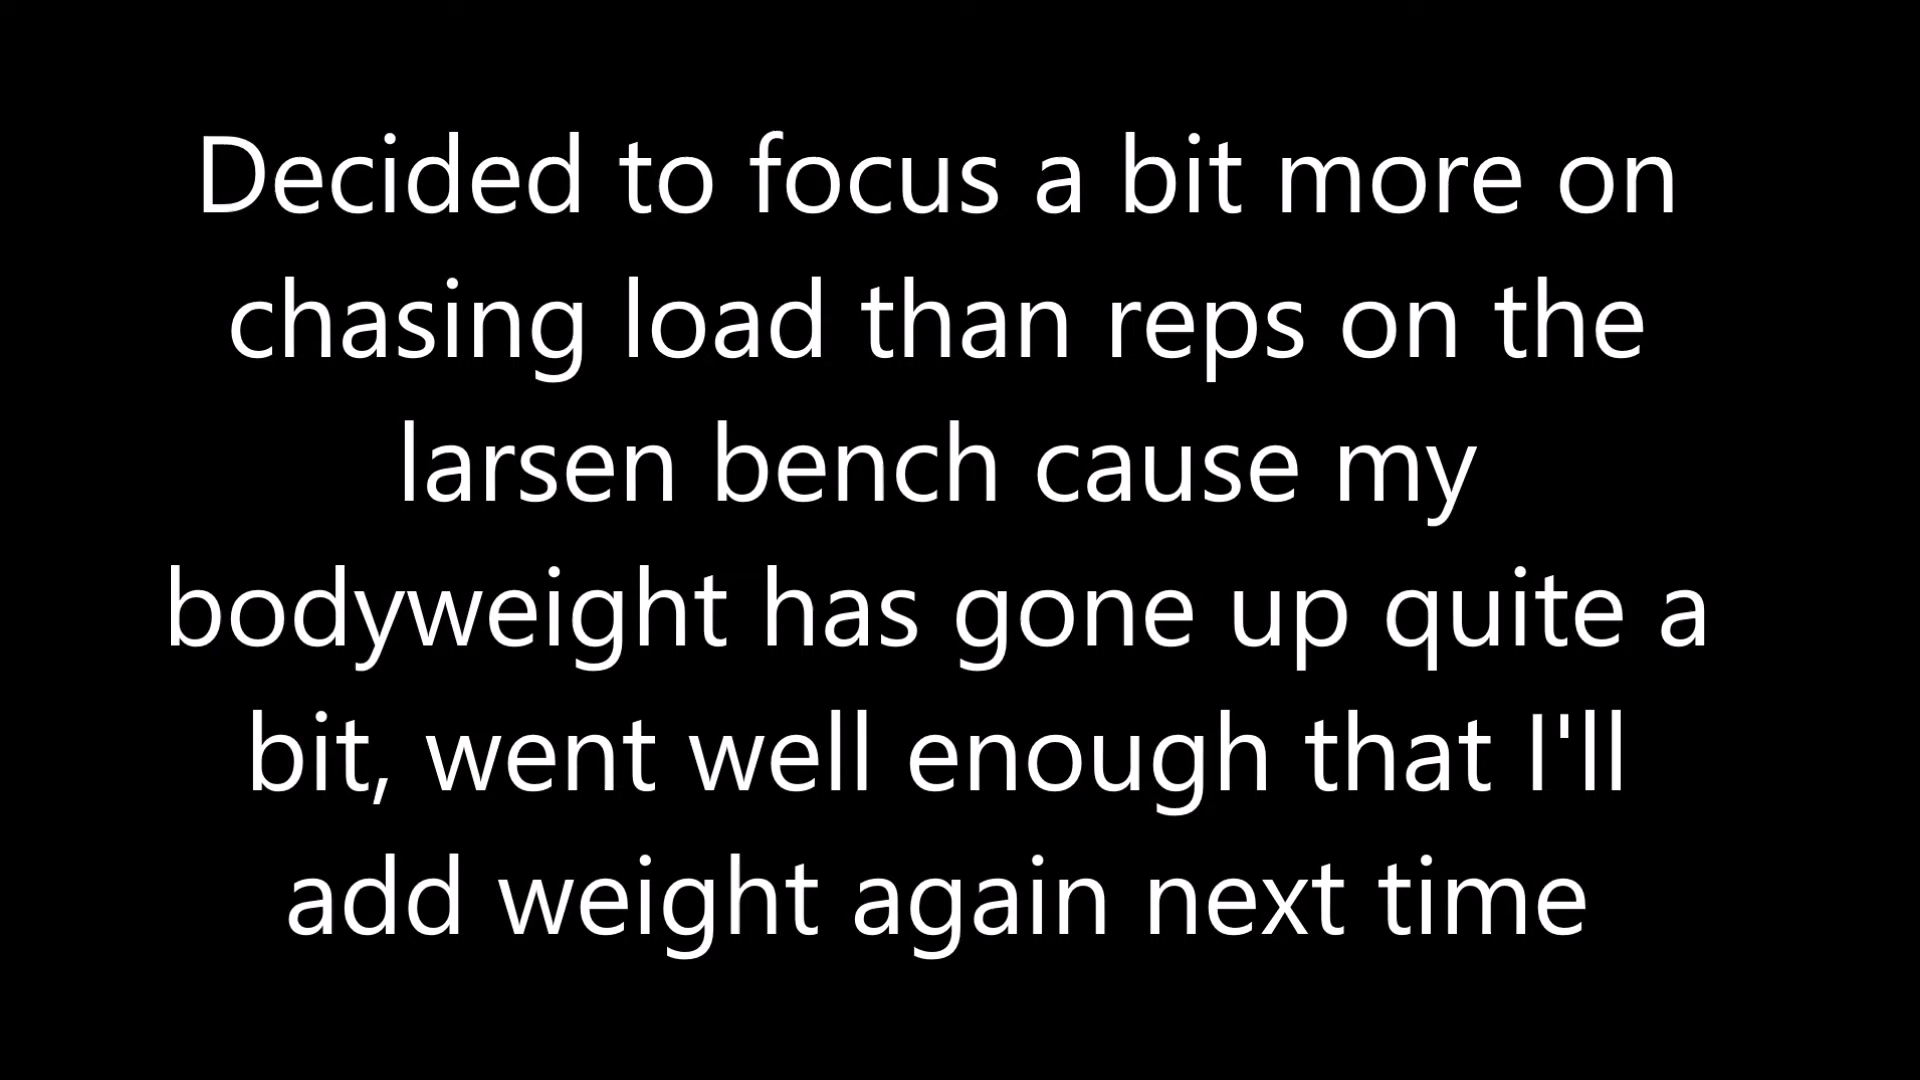 Decided to focus a bit more on
chasing load than reps on the
larsen bench cause my
bodyweight has gone up quite a
bit, went well enough that I'll
add weight again next time